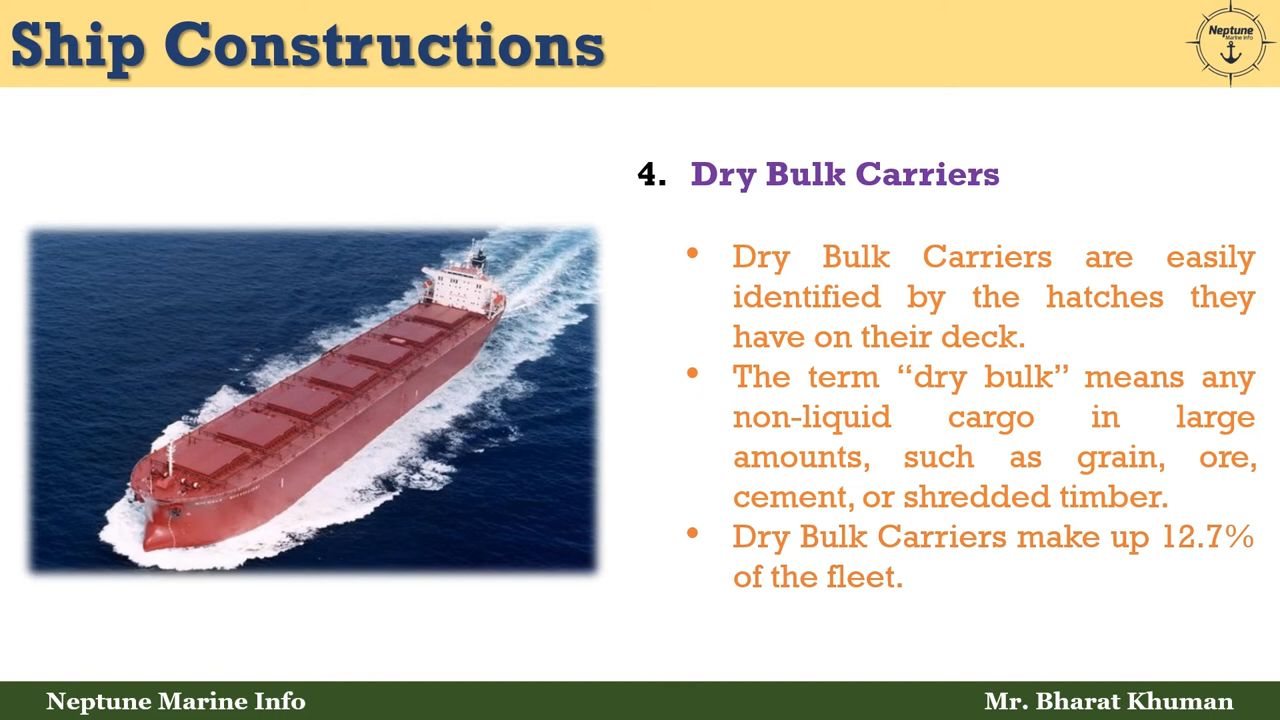 Ship Constructions
Neptune
Marine Info
4. Dry Bulk Carriers
• Dry Bulk Carriers are easily
identified by the hatches they
have on their deck.
• The term “dry bulk” means any
non-liquid cargo in large
amounts, such as grain, ore,
cement, or shredded timber.
• Dry Bulk Carriers make up 12.7%
of the fleet.
Neptune Marine Info
Mr. Bharat Khuman